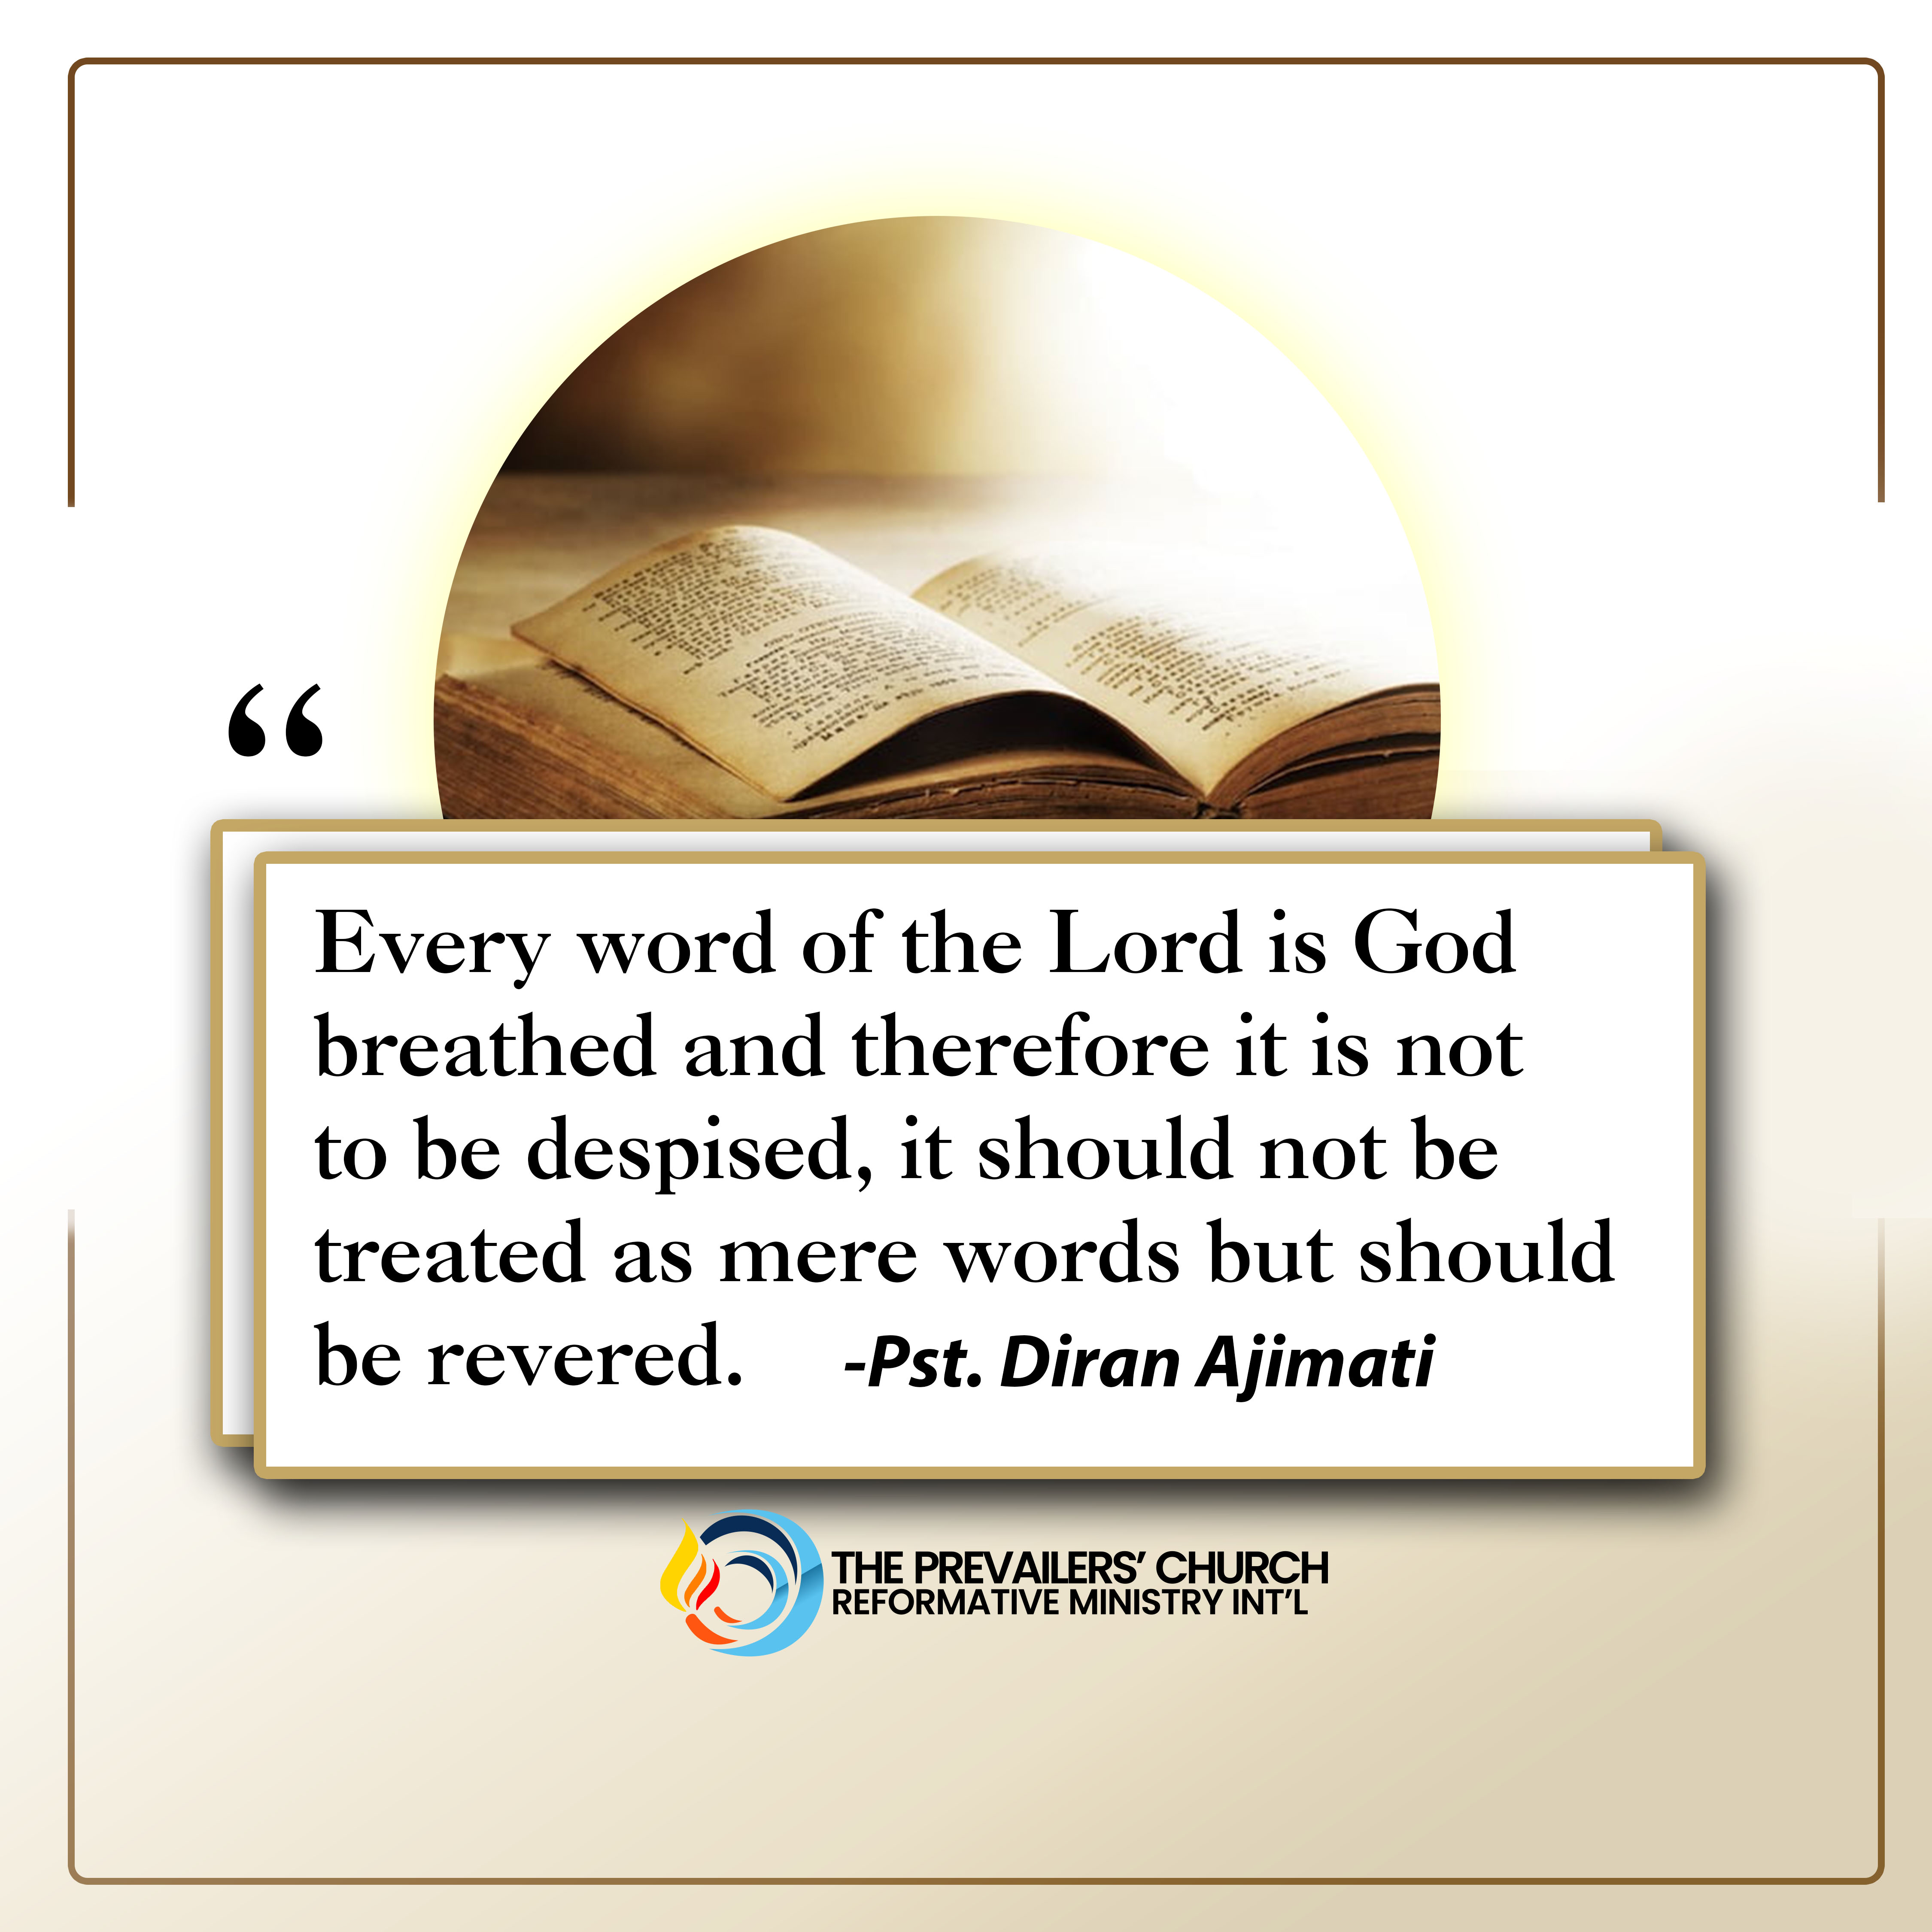 “
Every word of the Lord is God
breathed and therefore it is not
to be despised, it should not be
treated as mere words but should
be revered. -Pst. Diran Ajimati
THE PREVAILERS’ CHURCH
REFORMATIVE MINISTRY INT’L